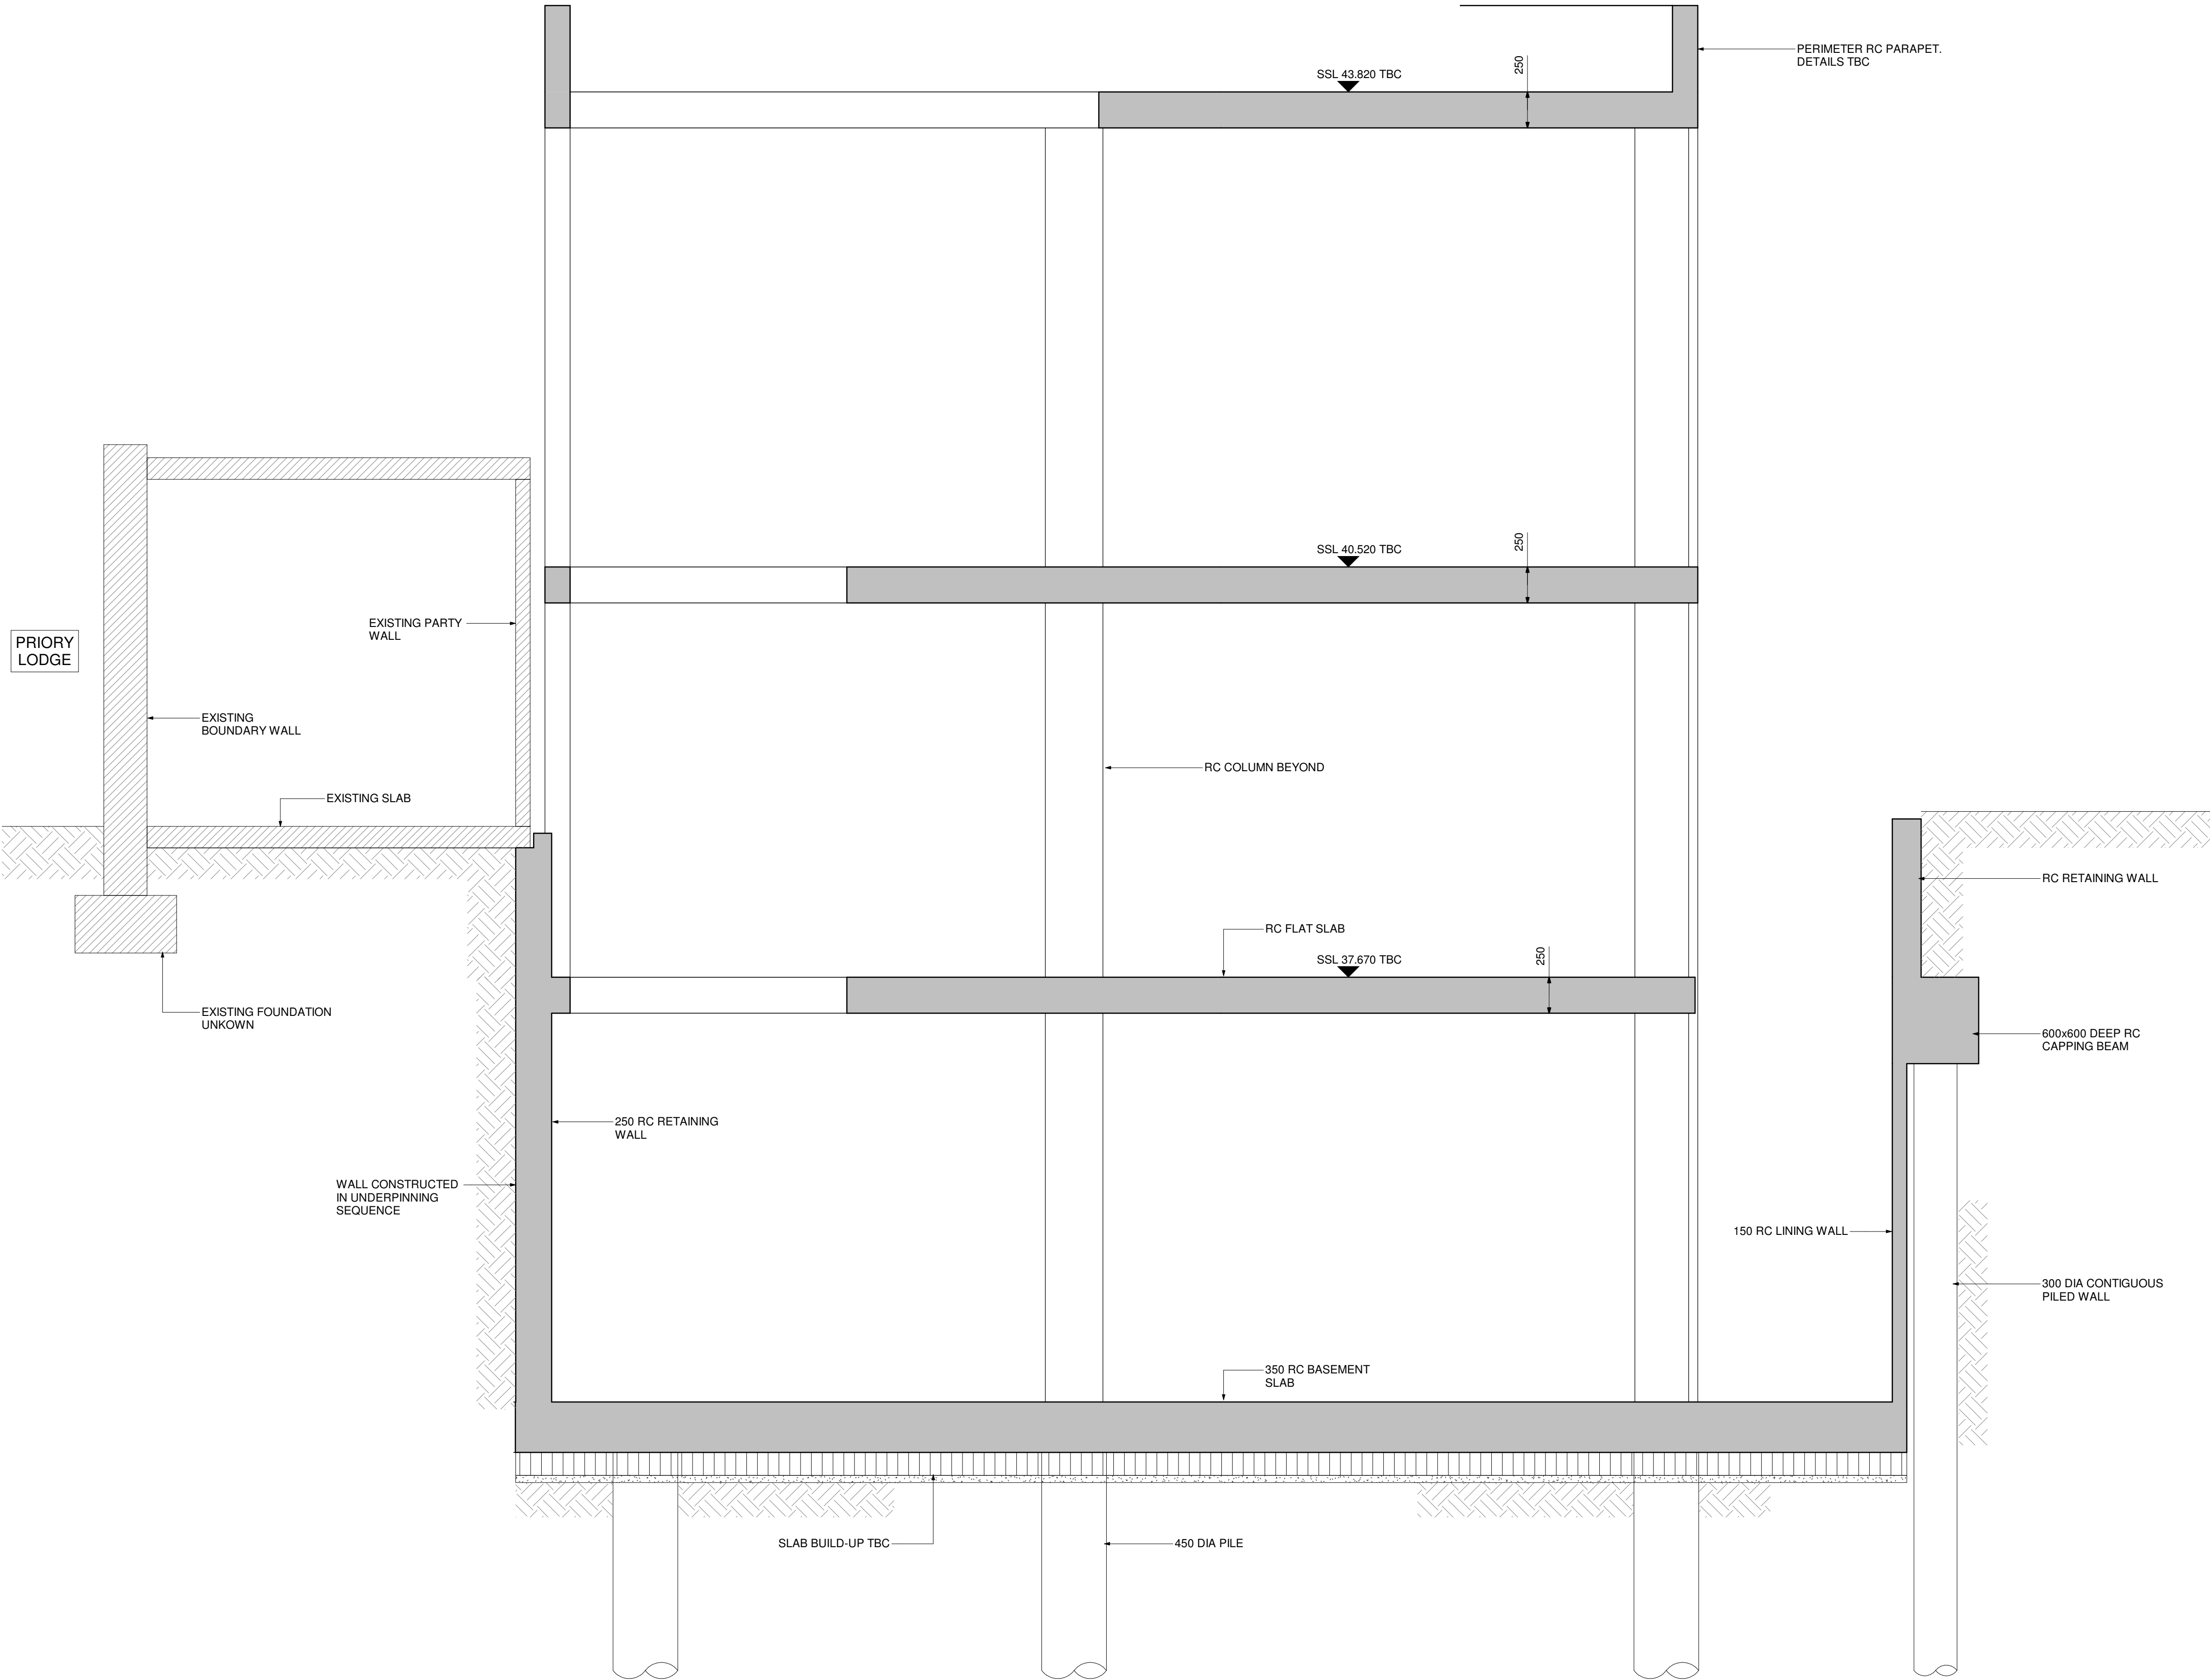 PERIMETER RC PARAPET.
DETAILS TBC
SSL 43.820 TBC
250
SSL 40.520 TBC
250
EXISTING PARTY
WALL
PRIORY
LODGE
EXISTING
BOUNDARY WALL
RC COLUMN BEYOND
EXISTING SLAB
RC RETAINING WALL
RC FLAT SLAB
SSL 37.670 TBC
250
EXISTING FOUNDATION
UNKOWN
600x600 DEEP RC
CAPPING BEAM
250 RC RETAINING
WALL
WALL CONSTRUCTED
IN UNDERPINNING
SEQUENCE
150 RC LINING WALL
300 DIA CONTIGUOUS
PILED WALL
350 RC BASEMENT
SLAB
SLAB BUILD-UP TBC
450 DIA PILE